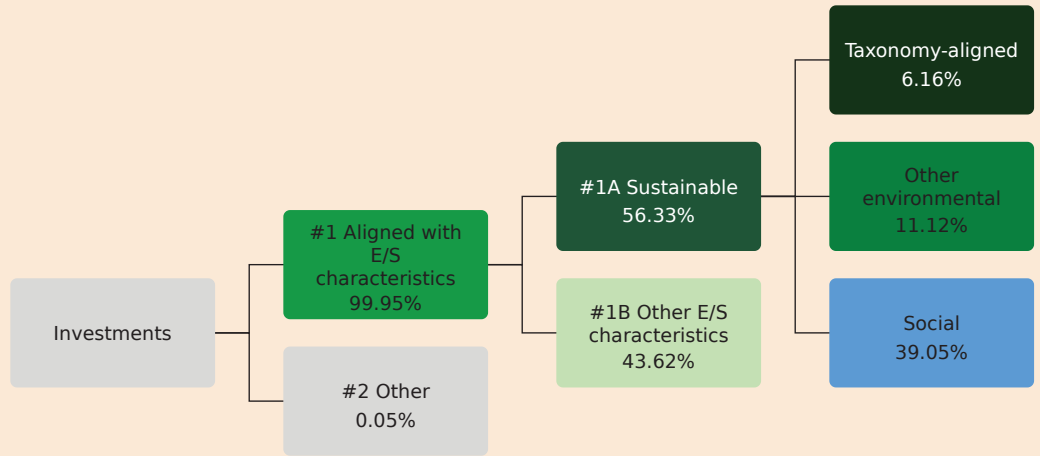 Investments
#1 Aligned with
E/S
characteristics
99.95%
#2 Other
0.05%
#1A Sustainable
56.33%
#1B Other E/S
characteristics
43.62%
Taxonomy-aligned
6.16%
Other
environmental
11.12%
Social
39.05%